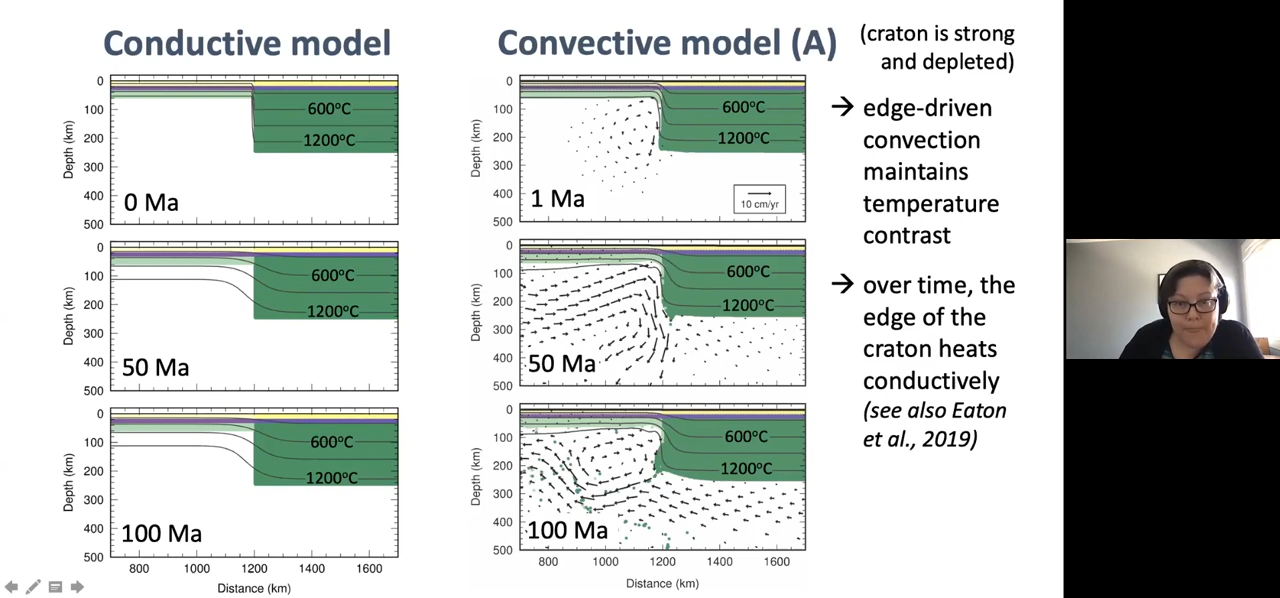 Conductive model
0
100
200
300
400
500
Depth (km)
600°C
1200°C
0 Ma
0
100
200
300
400
500
Depth (km)
600°C
1200°C
50 Ma
0
100
200
300
400
500
Depth (km)
600°C
1200°C
100 Ma
800 1000 1200 1400 1600
Distance (km)
Convective model (A)
0
100
200
300
400
500
Depth (km)
600°C
1200°C
1 Ma
10 cm/yr
0
100
200
300
400
500
Depth (km)
600°C
1200°C
50 Ma
0
100
200
300
400
500
Depth (km)
600°C
1200°C
100 Ma
800 1000 1200 1400 1600
Distance (km)
(craton is strong
and depleted)
→ edge-driven
convection
maintains
temperature
contrast
→ over time, the
edge of the
craton heats
conductively
(see also Eaton
et al., 2019)